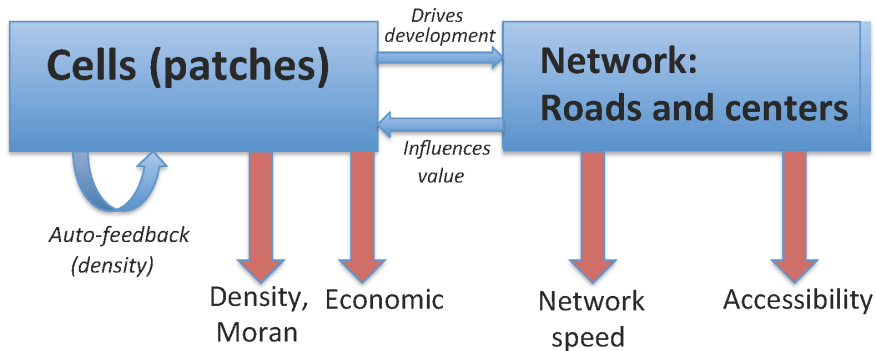 Drives
development
Cells (patches)
Network:
Roads and centers
Influences
value
Auto-feedback
(density)
Density,
Moran
Economic
Network
speed
Accessibility